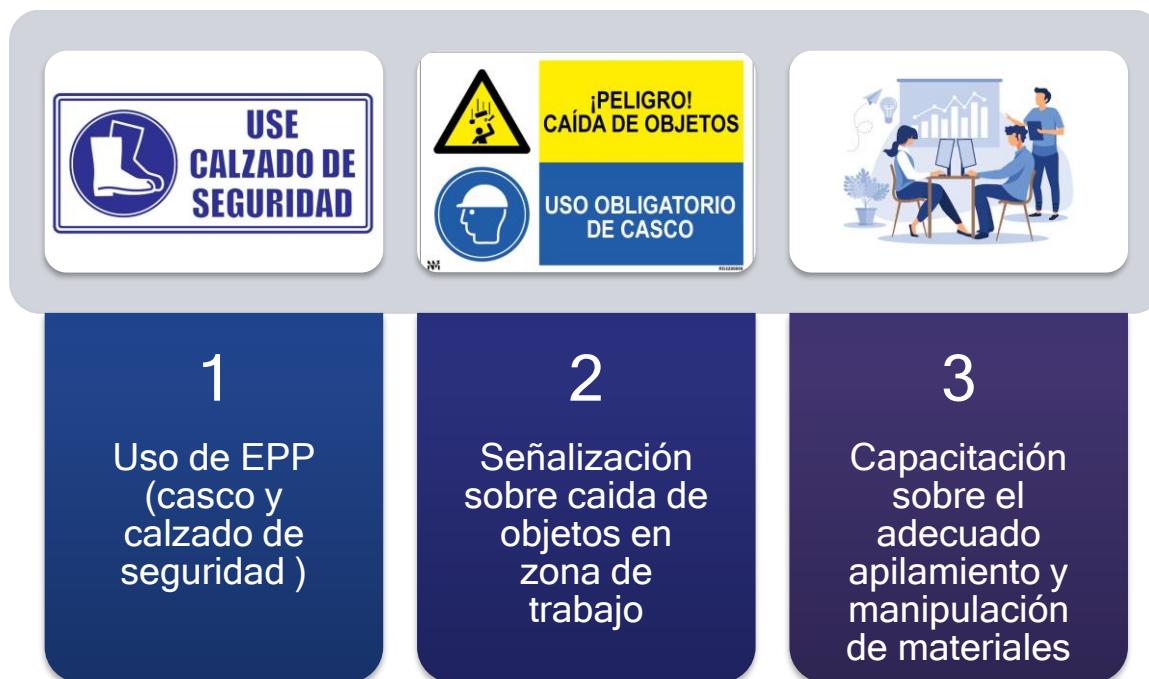 USE
CALZADO DE
SEGURIDAD
¡PELIGRO!
CAÍDA DE OBJETOS
USO OBLIGATORIO
DE CASCO
1
Uso de EPP
(casco y
calzado de
seguridad )
2
Señalización
sobre caida de
objetos en
zona de
trabajo
3
Capacitación
sobre el
adecuado
apilamiento y
manipulación
de materiales